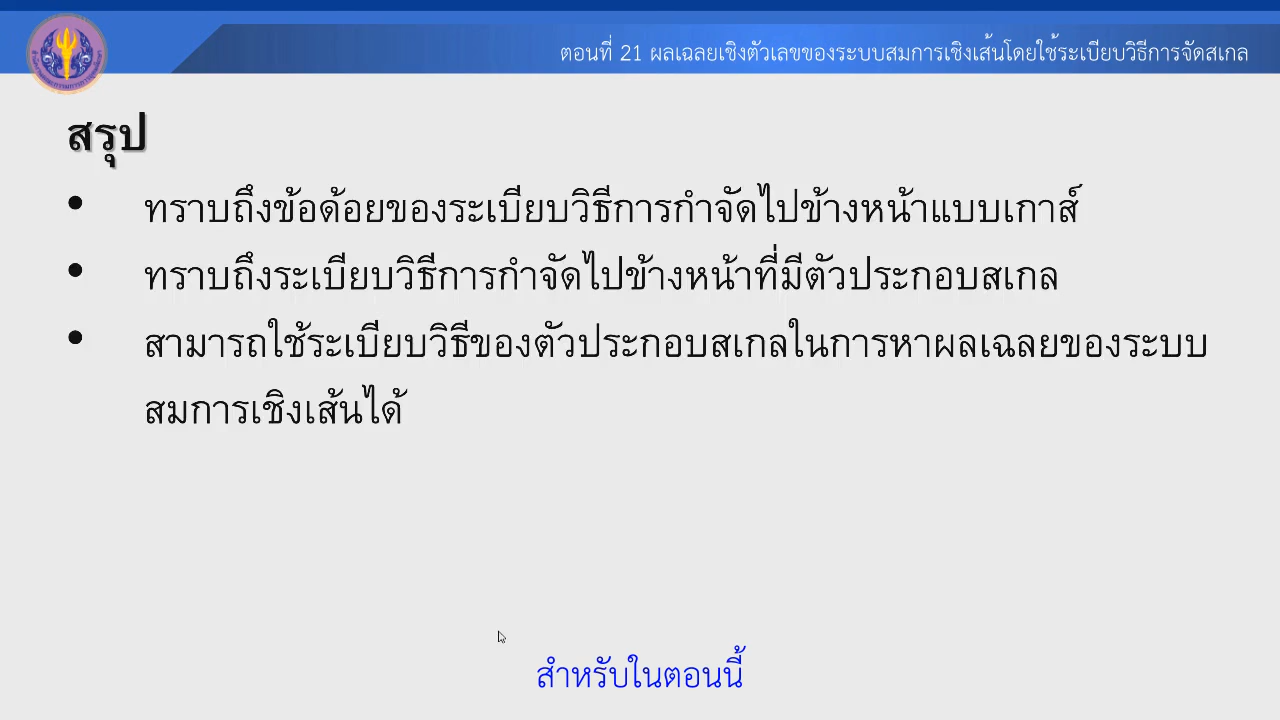 ตอนที่ 21 ผลเฉลยเชิงตัวเลขของระบบสมการเชิงเส้นโดยใช้ระเบียบวิธีการจัดสเกล
สรุป
• ทราบถึงข้อด้อยของระเบียบวิธีการกำจัดไปข้างหน้าแบบเกาส์
• ทราบถึงระเบียบวิธีการกำจัดไปข้างหน้าที่มีตัวประกอบสเกล
• สามารถใช้ระเบียบวิธีของตัวประกอบสเกลในการหาผลเฉลยของระบบ
สมการเชิงเส้นได้
สำหรับในตอนนี้